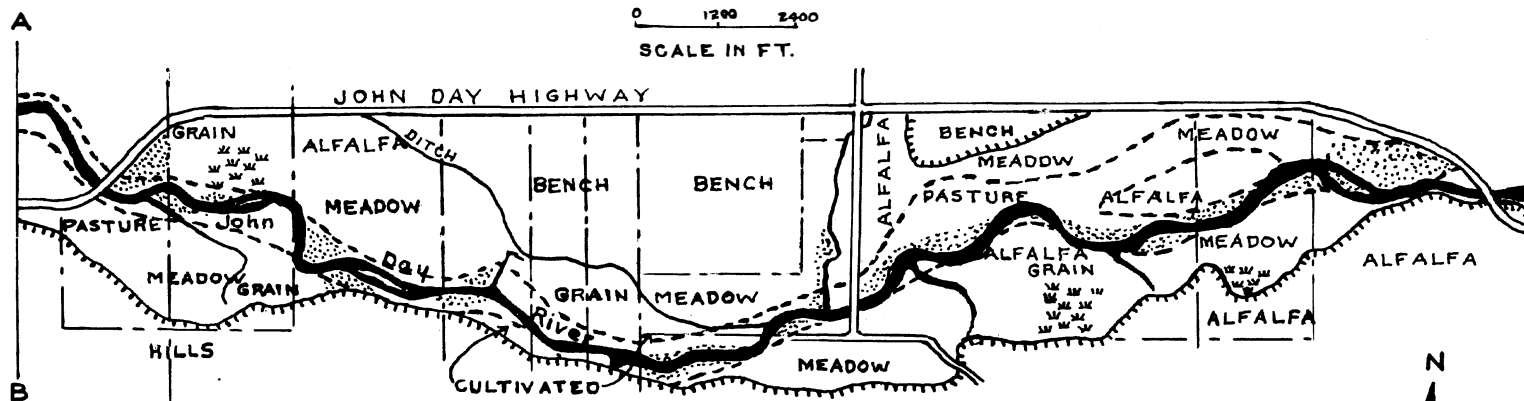 A
0 1200 2400
SCALE IN FT.
JOHN DAY HIGHWAY
GRAIN
ALFALFA
DITCH
ALFALFA
BENCH
MEADOW
MEADOW
BENCH
BENCH
PASTURE
ALFALFA
PASTURE
John
MEADOW
Day
River
MEADOW
GRAIN
GRAIN
MEADOW
ALFALFA
GRAIN
MEADOW
ALFALFA
ALFALFA
HILLS
MEADOW
CULTIVATED
N
B